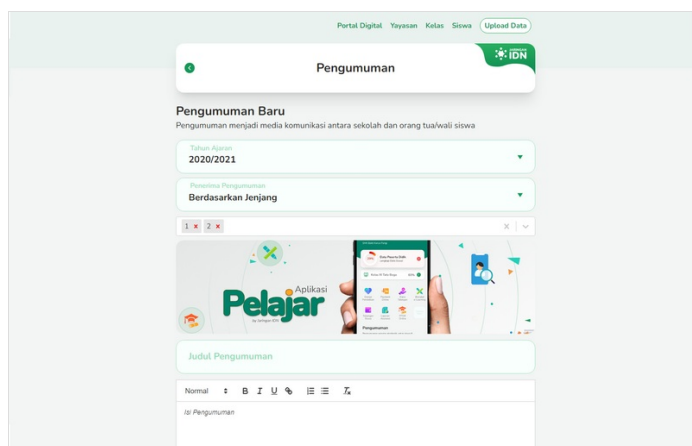 Portal Digital Yayasan Kelas Siswa Upload Data
Pengumuman
IDN
Pengumuman Baru
Pengumuman menjadi media komunikasi antara sekolah dan orang tua/wali siswa
Tahun Ajaran
2020/2021
Penerima Pengumuman
Berdasarkan Jenjang
1 × 2 ×
Aplikasi
Pelajar
Pengumuman
Judul Pengumuman
Normal B I U
Isi Pengumuman